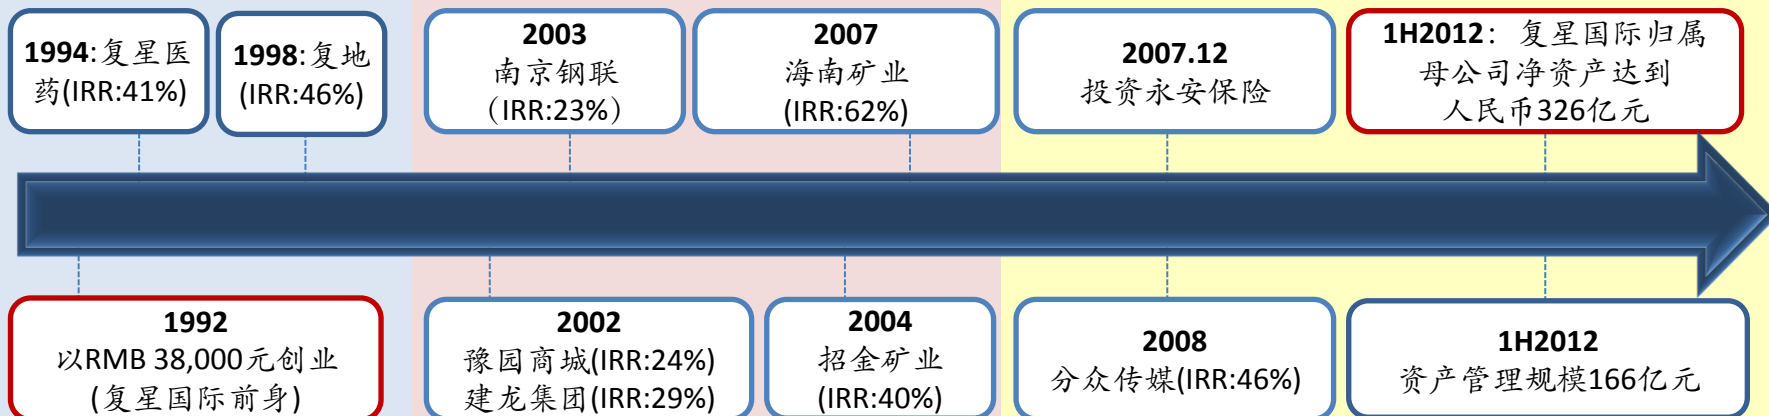 1994:复星医
药(IRR:41%)
1998:复地
(IRR:46%)
2003
南京钢联
（IRR:23%）
2007
海南矿业
(IRR:62%)
2007.12
投资永安保险
1H2012：复星国际归属
母公司净资产达到
人民币326亿元
1992
以RMB 38,000元创业
(复星国际前身)
2002
豫园商城(IRR:24%)
建龙集团(IRR:29%)
2004
招金矿业
(IRR:40%)
2008
分众传媒(IRR:46%)
1H2012
资产管理规模166亿元